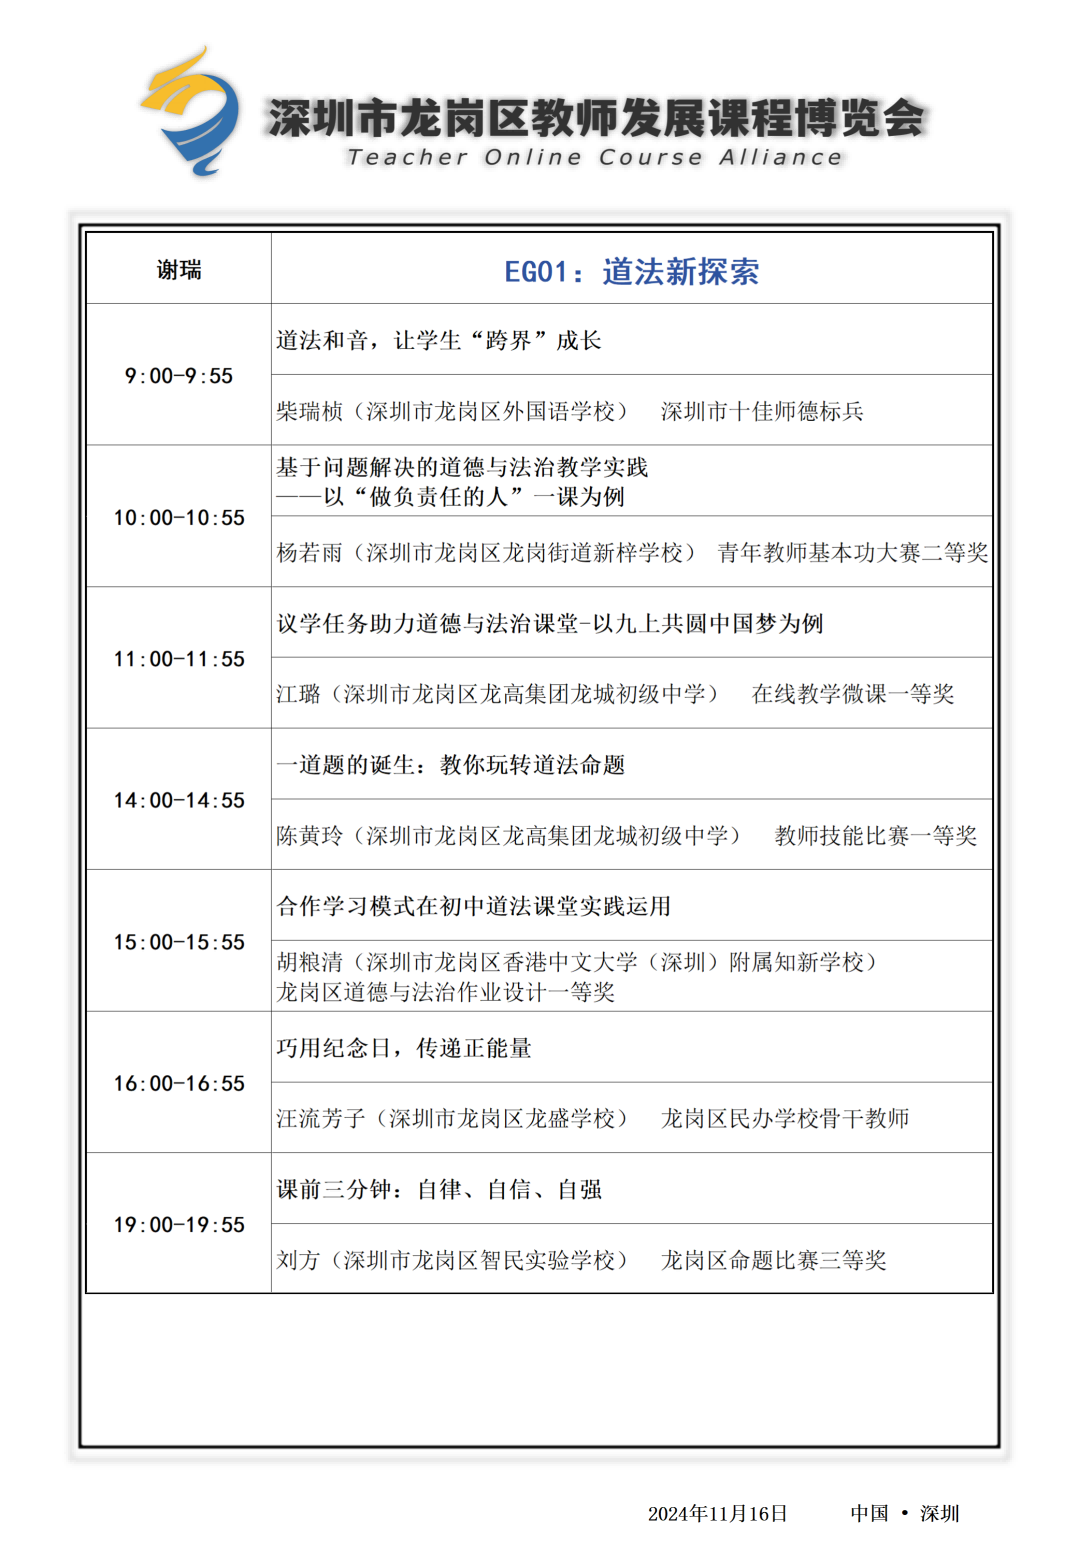 深圳市龙岗区教师发展课程博览会
Teacher Online Course Alliance
谢瑞
EG01：道法新探索
9:00-9:55
道法和音，让学生“跨界”成长
柴瑞桢（深圳市龙岗区外国语学校） 深圳市十佳师德标兵
10:00-10:55
基于问题解决的道德与法治教学实践
——以“做负责任的人”一课为例
杨若雨（深圳市龙岗区龙岗街道新梓学校） 青年教师基本功大赛二等奖
11:00-11:55
议学任务助力道德与法治课堂-以九上共圆中国梦为例
江璐（深圳市龙岗区龙高集团龙城初级中学） 在线教学微课一等奖
14:00-14:55
一道题的诞生：教你玩转道法命题
陈黄玲（深圳市龙岗区龙高集团龙城初级中学） 教师技能比赛一等奖
15:00-15:55
合作学习模式在初中道法课堂实践运用
胡粮清（深圳市龙岗区香港中文大学（深圳）附属知新学校）
龙岗区道德与法治作业设计一等奖
16:00-16:55
巧用纪念日，传递正能量
汪流芳子（深圳市龙岗区龙盛学校） 龙岗区民办学校骨干教师
19:00-19:55
课前三分钟：自律、自信、自强
刘方（深圳市龙岗区智民实验学校） 龙岗区命题比赛三等奖
2024年11月16日 中国 • 深圳